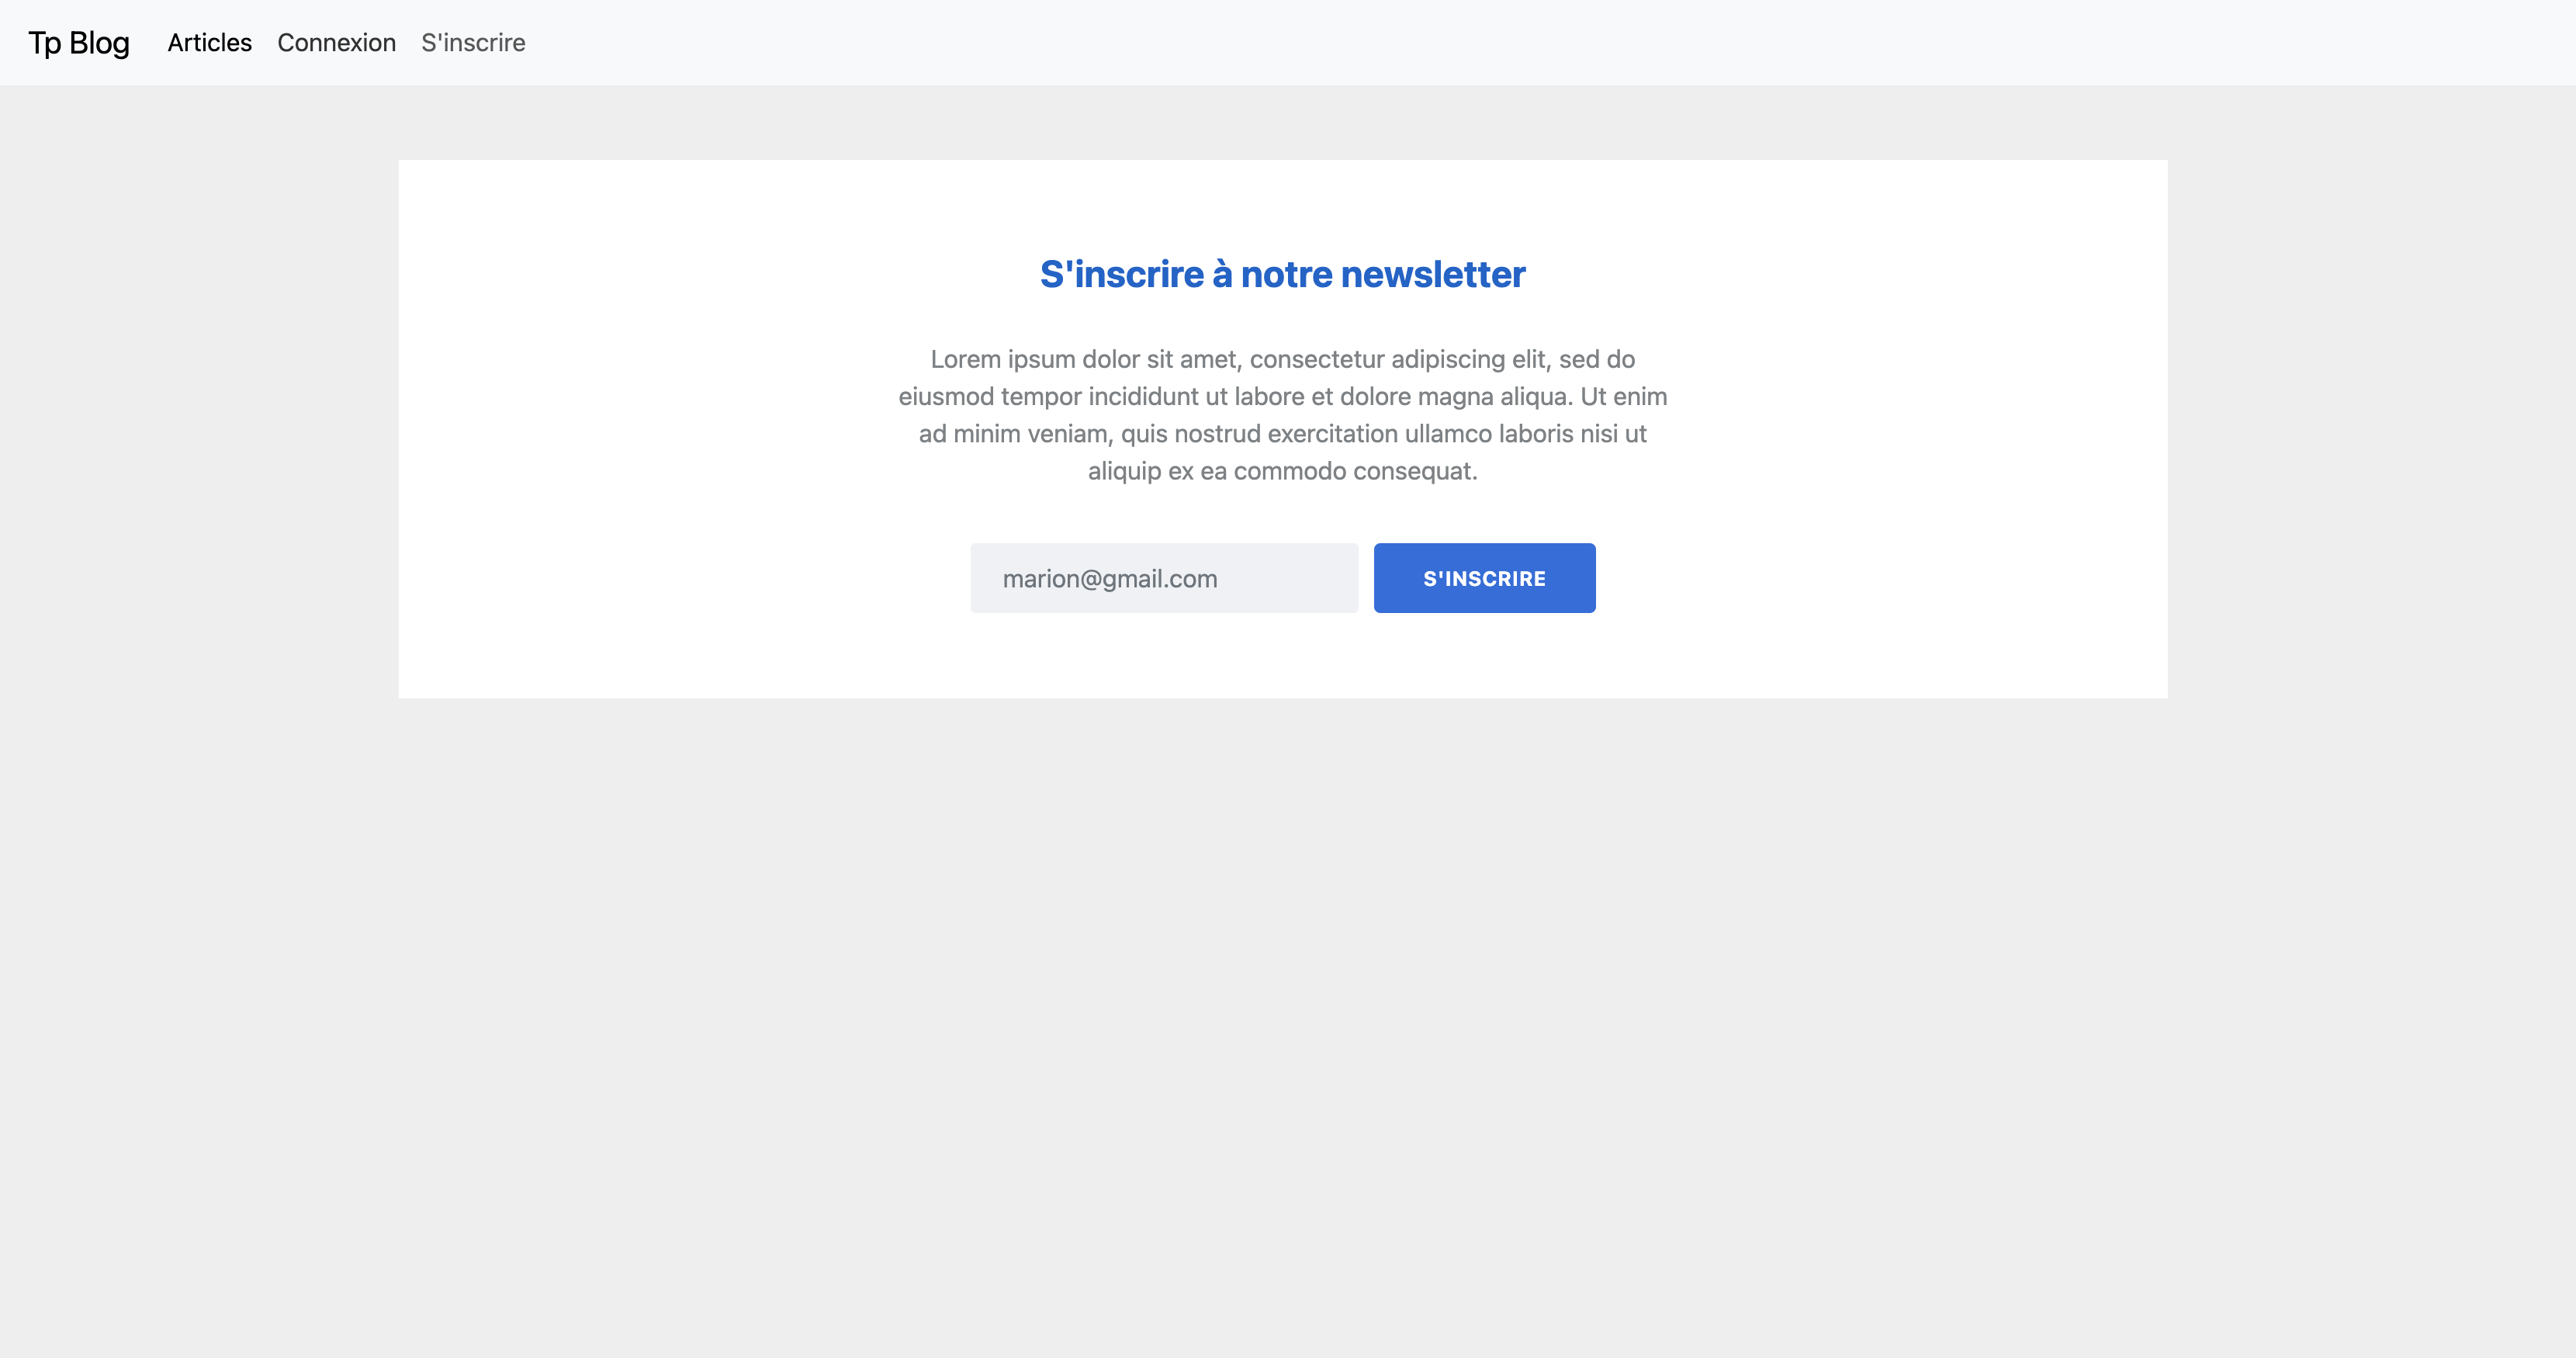 Tp Blog Articles Connexion S'inscrire
S'inscrire à notre newsletter
Lorem ipsum dolor sit amet, consectetur adipiscing elit, sed do
eiusmod tempor incididunt ut labore et dolore magna aliqua. Ut enim
ad minim veniam, quis nostrud exercitation ullamco laboris nisi ut
aliquip ex ea commodo consequat.
marion@gmail.com S'INSCRIRE